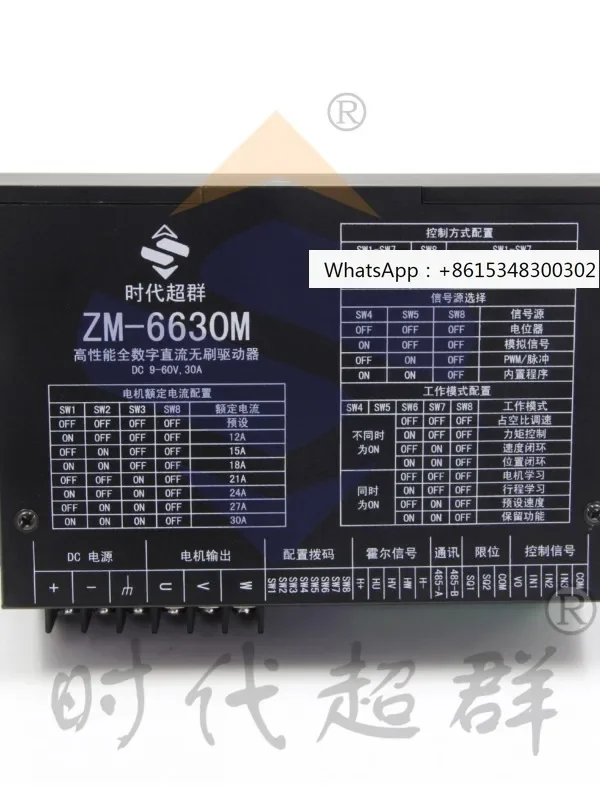 ®
控制方式配置
SW1-SW7 SW8 SW1-SW7
WhatsApp：+8615348300302
时代超群
ZM-6630M
高性能全数字直流无刷驱动器
DC 9-60V,30A
电机额定电流配置
SW1 SW2 SW3 SW8 额定电流
OFF OFF OFF OFF 预设
ON OFF OFF OFF 12A
OFF ON OFF OFF 15A
ON ON OFF OFF 18A
OFF OFF ON OFF 21A
ON OFF ON OFF 24A
OFF ON ON OFF 27A
ON ON ON OFF 30A
信号源选择
SW4 SW5 SW8 信号源
OFF OFF OFF 电位器
ON OFF OFF 模拟信号
OFF ON OFF PWM/脉冲
ON ON OFF 内置程序
工作模式配置
SW4 SW5 SW6 SW7 SW8 工作模式
不同时为ON
OFF OFF OFF 占空比调速
ON OFF OFF 力矩控制
OFF ON OFF 速度闭环
ON ON OFF 位置闭环
同时为ON
OFF OFF OFF 电机学习
ON OFF OFF 行程学习
OFF ON OFF 预设速度
ON ON OFF 保留功能
DC 电源 电机输出 配置拨码 霍尔信号 通讯 限位 控制信号
+ - U V W SW1 SW2 SW3 SW4 SW5 SW6 SW7 SW8 H+ HU HV HW H- 485-A 485-B SQ1 SQ2 COM VO IN1 IN2 IN3 COM
®
时代超群